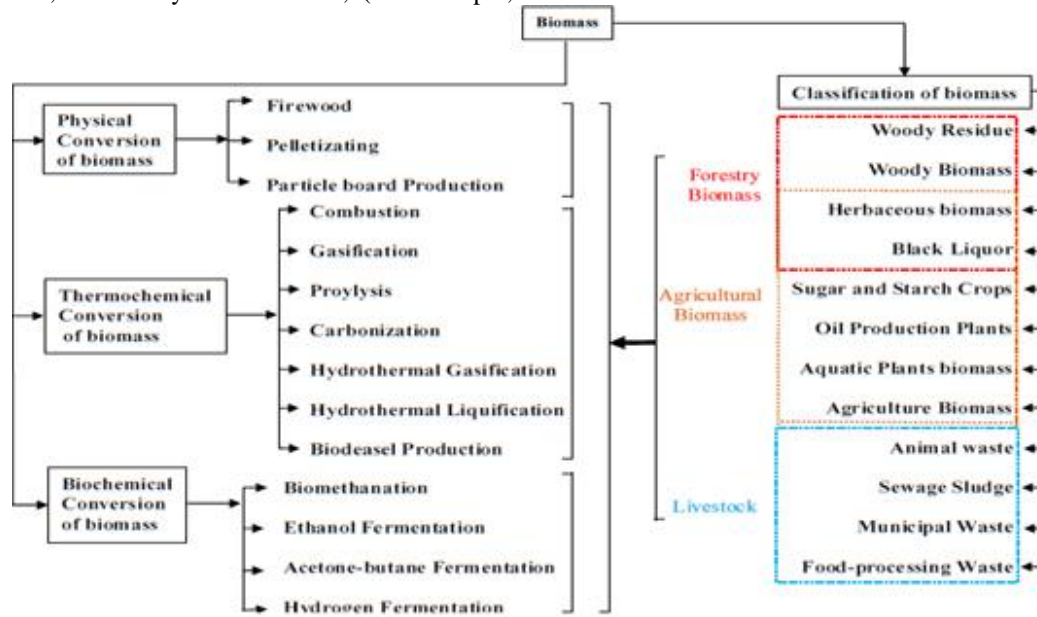 Biomass
Physical
Conversion
of biomass
Firewood
Pelletizating
Particle board Production
Thermochemical
Conversion
of biomass
Combustion
Gasification
Proylysis
Carbonization
Hydrothermal Gasification
Hydrothermal Liquification
Biodeasel Production
Biochemical
Conversion
of biomass
Biomethanation
Ethanol Fermentation
Acetone-butane Fermentation
Hydrogen Fermentation
Forestry
Biomass
Agricultural
Biomass
Livestock
Classification of biomass
Woody Residue
Woody Biomass
Herbaceous biomass
Black Liquor
Sugar and Starch Crops
Oil Production Plants
Aquatic Plants biomass
Agriculture Biomass
Animal waste
Sewage Sludge
Municipal Waste
Food-processing Waste